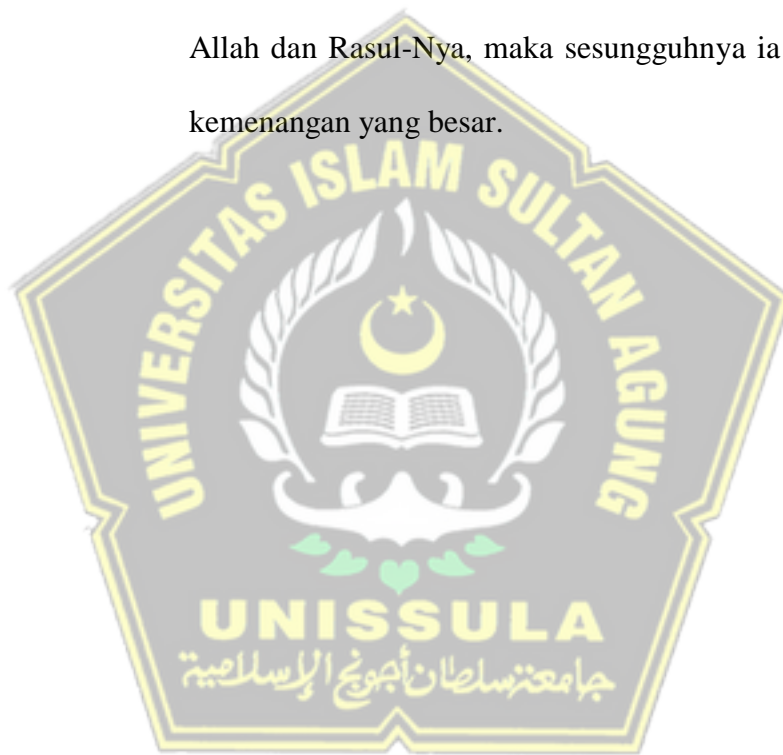 Allah dan Rasul-Nya, maka sesungguhnya ia
kemenangan yang besar.
UNIVERSITAS ISLAM SULTAN AGUNG
UNISSULA
جامعة سلطان أجونج الإسلامية